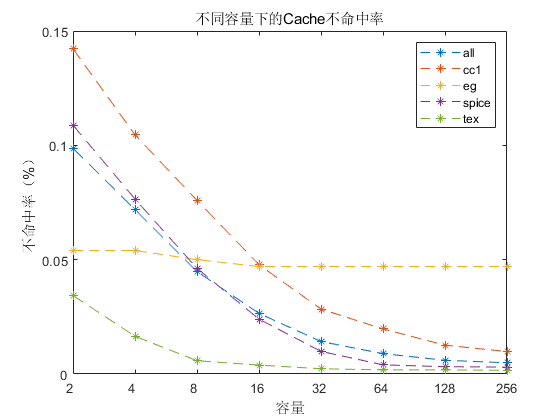 不同容量下的Cache不命中率
0.15
0.1
0.05
0
不命中率（%）
2 4 8 16 32 64 128 256
容量
all
cc1
eg
spice
tex